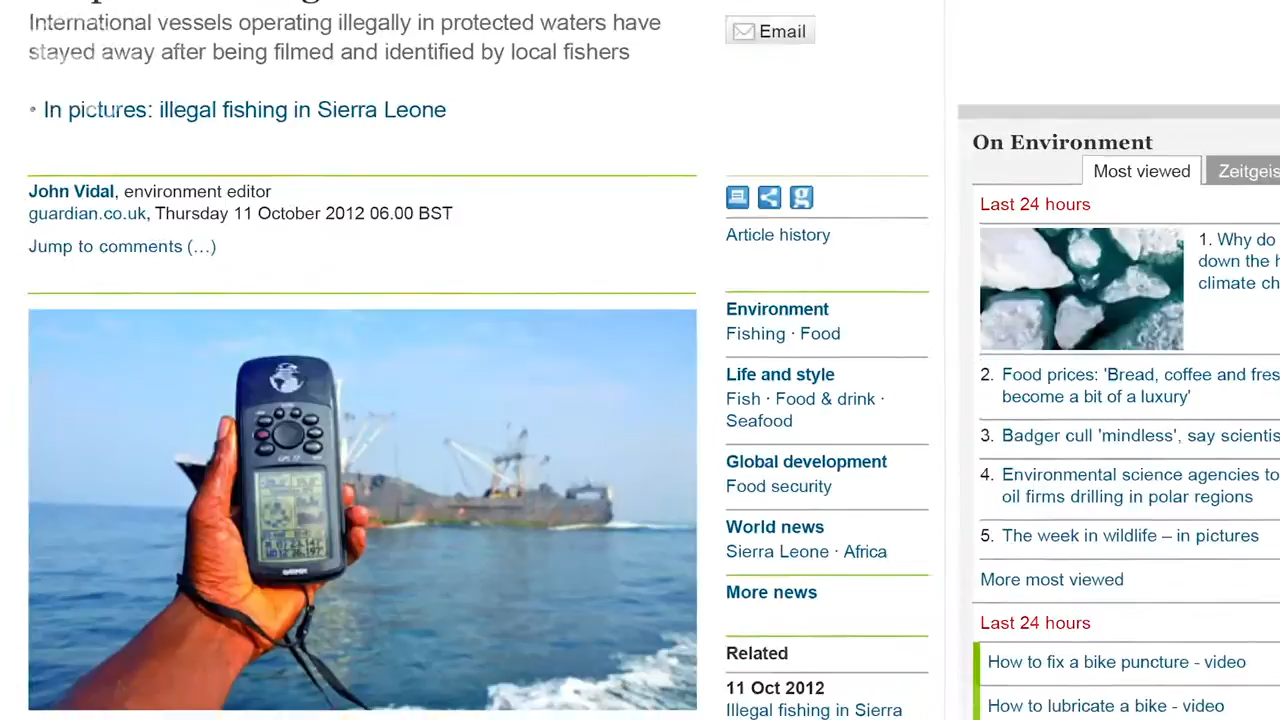 International vessels operating illegally in protected waters have
stayed away after being filmed and identified by local fishers
• In pictures: illegal fishing in Sierra Leone
John Vidal, environment editor
guardian.co.uk, Thursday 11 October 2012 06.00 BST
Jump to comments (…)
GARMIN
Email
Article history
Environment
Fishing · Food
Life and style
Fish · Food & drink ·
Seafood
Global development
Food security
World news
Sierra Leone · Africa
More news
Related
11 Oct 2012
Illegal fishing in Sierra
On Environment
Most viewed
Zeitgeis
Last 24 hours
1. Why do
down the h
climate ch
2. Food prices: 'Bread, coffee and fres
become a bit of a luxury'
3. Badger cull 'mindless', say scientis
4. Environmental science agencies to
oil firms drilling in polar regions
5. The week in wildlife – in pictures
More most viewed
Last 24 hours
How to fix a bike puncture - video
How to lubricate a bike - video